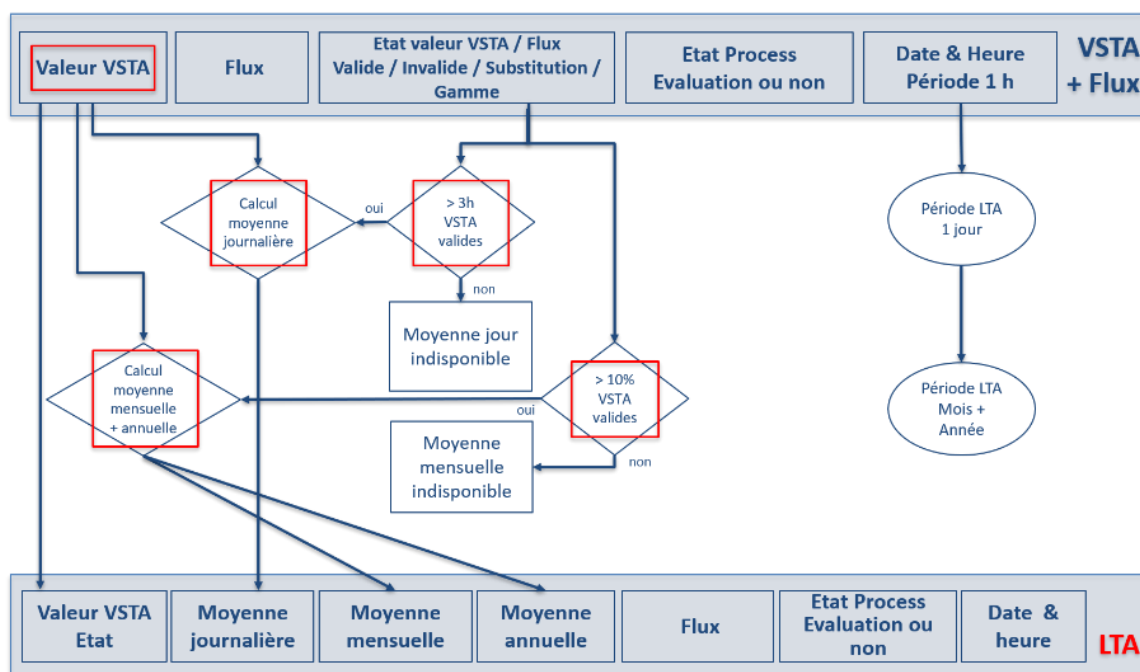 Valeur VSTA
Flux
Etat valeur VSTA / Flux
Valide / Invalide / Substitution /
Gamme
Etat Process
Evaluation ou non
Date & Heure
Période 1 h
VSTA
+ Flux
Calcul
moyenne
journalière
oui
> 3h
VSTA
valides
non
Période LTA
1 jour
Moyenne jour
indisponible
Calcul
moyenne
mensuelle
+ annuelle
oui
> 10%
VSTA
valides
non
Période LTA
Mois +
Année
Moyenne
mensuelle
indisponible
Valeur VSTA
Etat
Moyenne
journalière
Moyenne
mensuelle
Moyenne
annuelle
Flux
Etat Process
Evaluation ou
non
Date &
heure
LTA